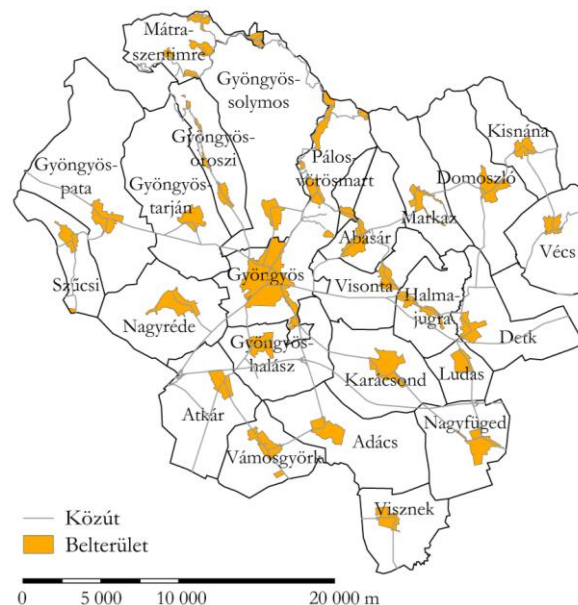 Mátra-
szentimre
Gyöngyös-
solymos
Kisnána
Gyöngyös-
oroszi
Pálos-
vörösmart
Gyöngyös-
pata
Gyöngyös-
tarján
Domoszló
Markaz
Abasár
Vécs
Szűcsi
Gyöngyös
Visonta
Halma-
jugra
Nagyréde
Gyöngyös-
halász
Detk
Karácsond
Ludas
Atkár
Nagyfüged
Adács
Vámosgyörk
Visznek
Közút
Belterület
0 5 000 10 000 20 000 m